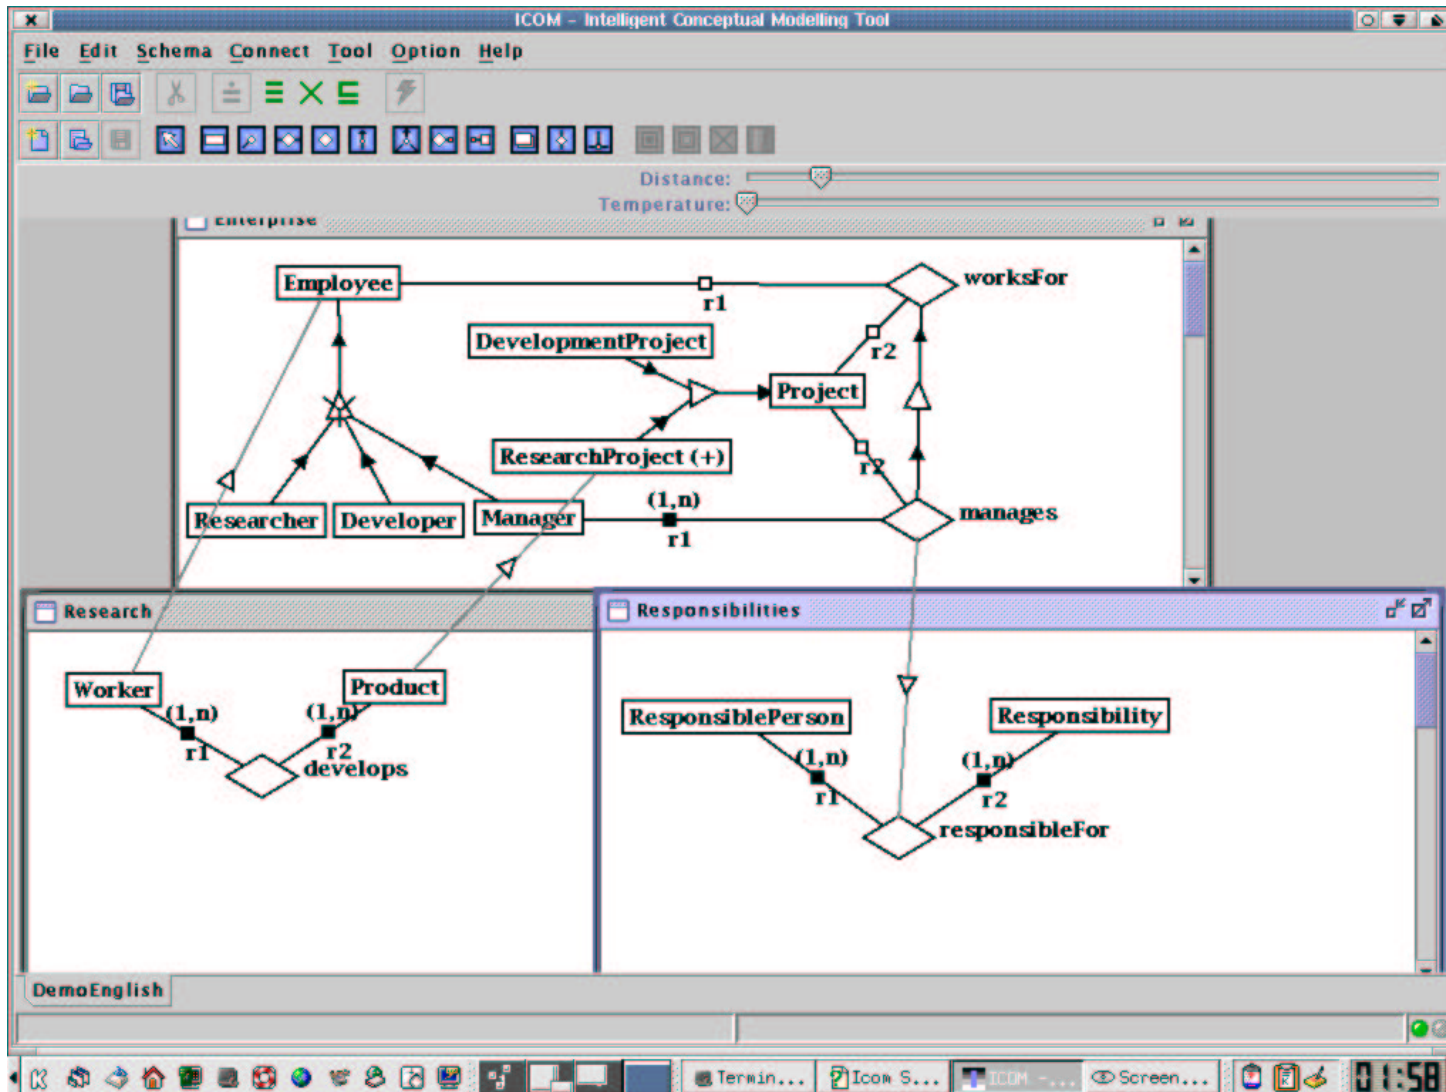 ICOM - Intelligent Conceptual Modelling Tool
File Edit Schema Connect Tool Option Help
Distance:
Temperature:
Enterprise
Employee
r1
worksFor
DevelopmentProject
r2
Project
ResearchProject (+)
r2
Researcher
Developer
Manager
(1,n)
r1
manages
Research
Responsibilities
Worker
Product
(1,n)
(1,n)
r1
r2
develops
ResponsiblePerson
Responsibility
(1,n)
(1,n)
r1
r2
responsibleFor
DemoEnglish
Termin...
Icom S...
ICOM -...
Screen...
01:58